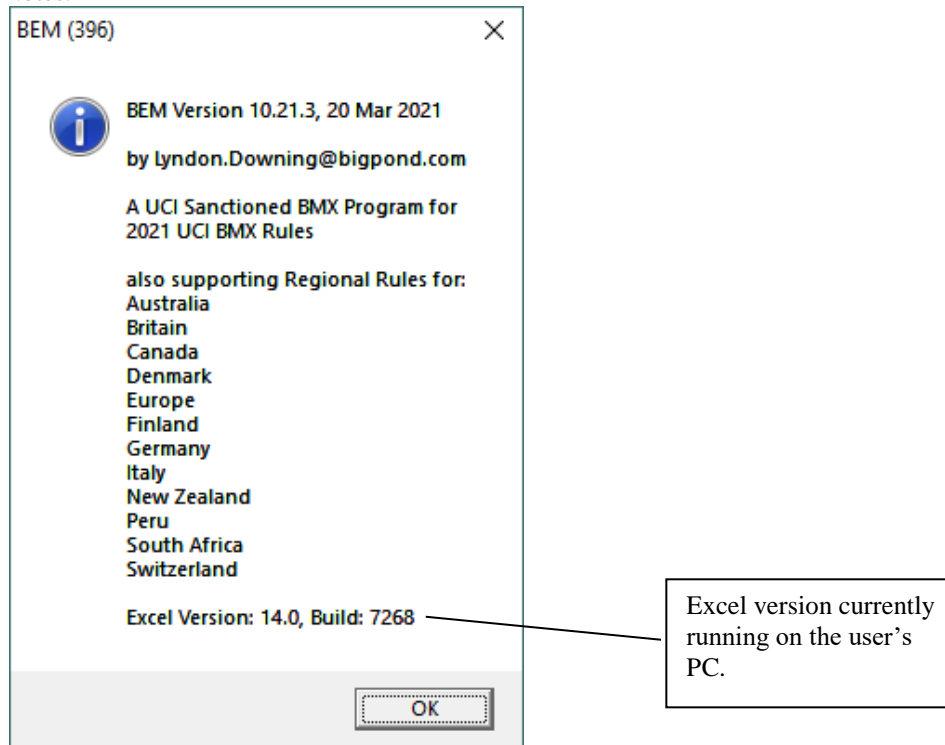 BEM (396)
BEM Version 10.21.3, 20 Mar 2021
by Lyndon.Downing@bigpond.com
A UCI Sanctioned BMX Program for
2021 UCI BMX Rules
also supporting Regional Rules for:
Australia
Britain
Canada
Denmark
Europe
Finland
Germany
Italy
New Zealand
Peru
South Africa
Switzerland
Excel Version: 14.0, Build: 7268
Excel version currently
running on the user’s
PC.
OK